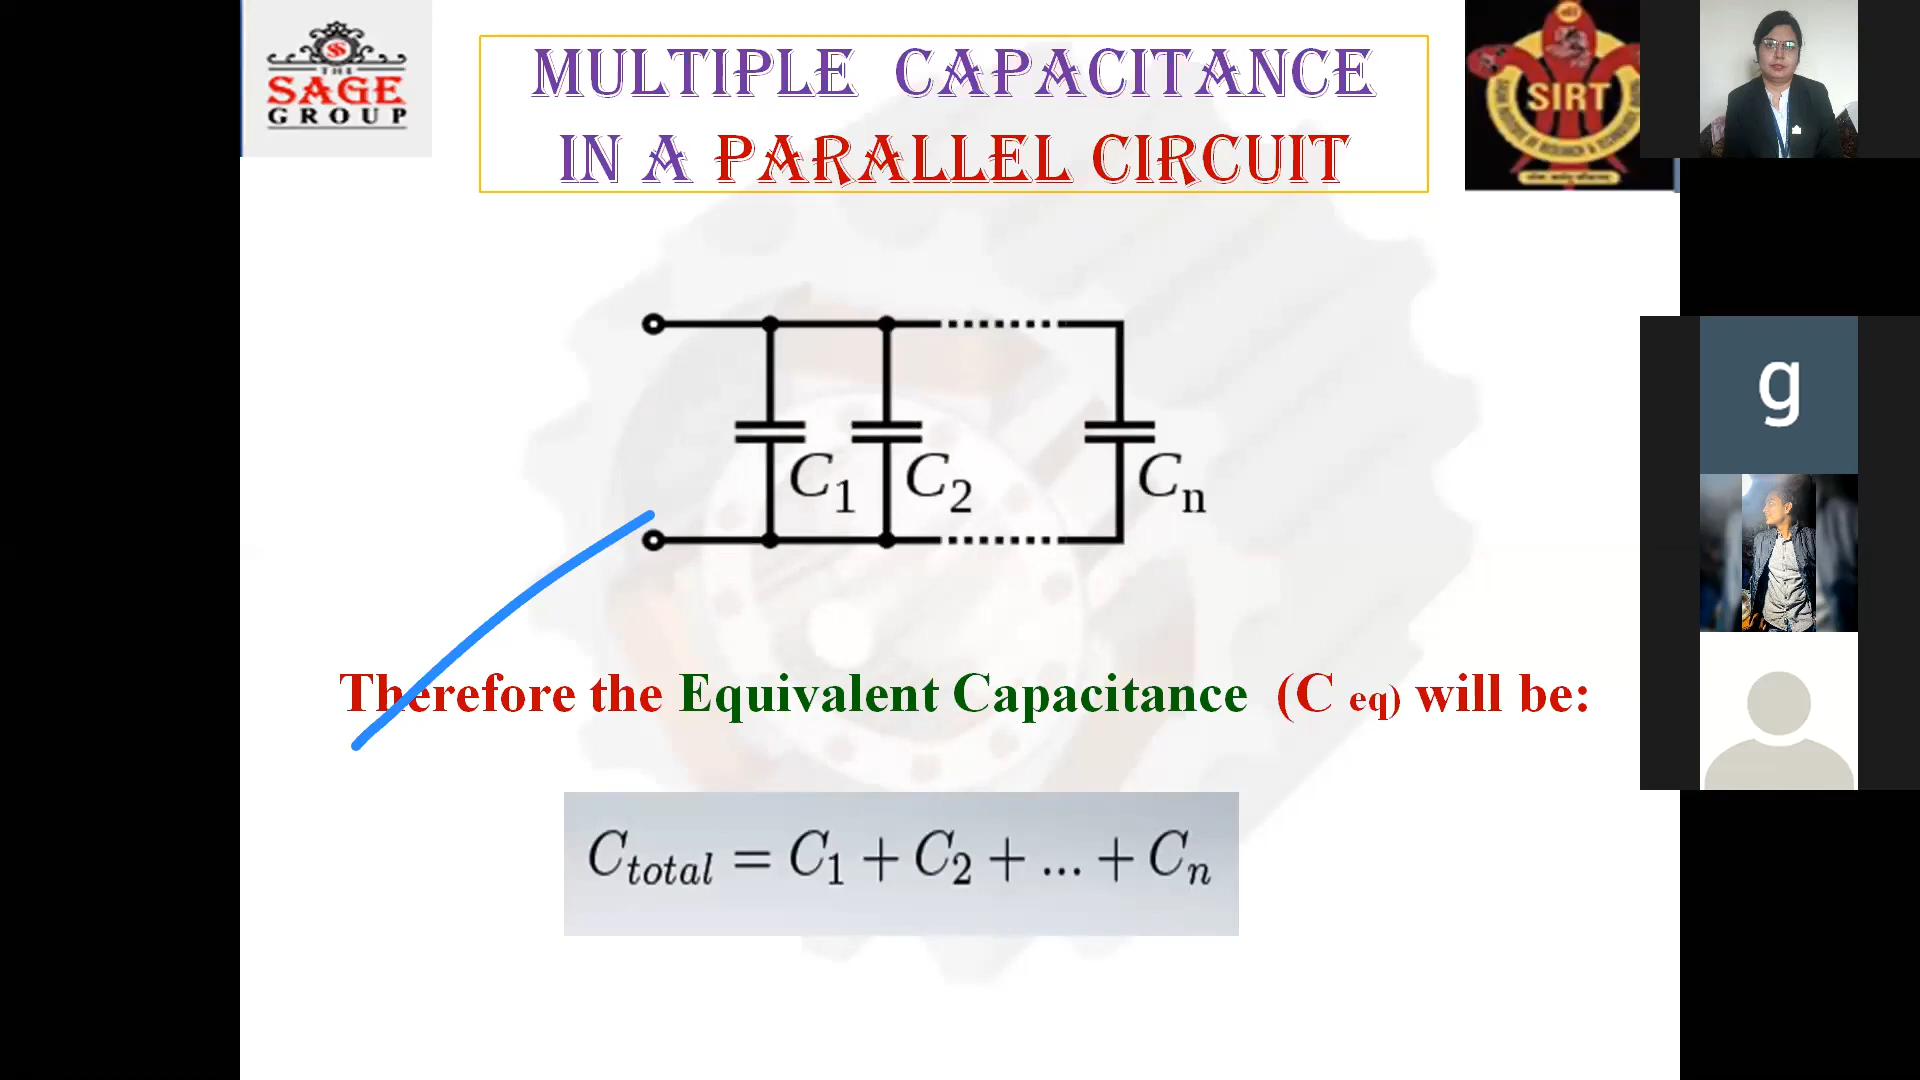 THE
SAGE
GROUP
MULTIPLE CAPACITANCE
IN A PARALLEL CIRCUIT
SIRT
g
C1 C2 Cn
Therefore the Equivalent Capacitance (C eq) will be:
Ctotal = C1 + C2 + ... + Cn